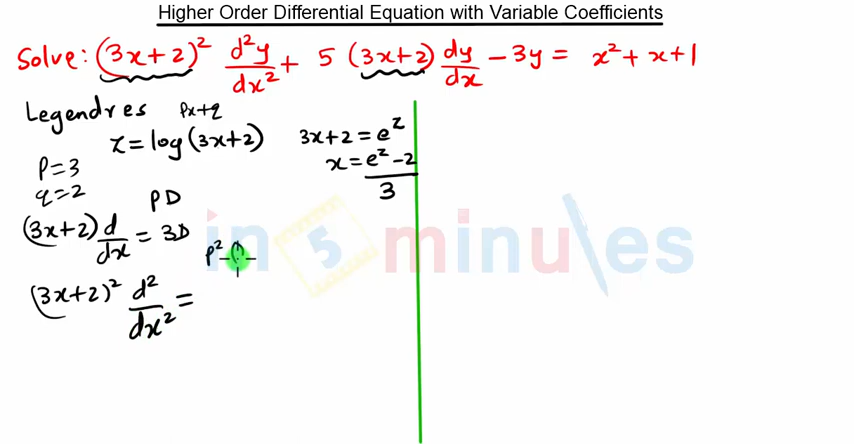 Higher Order Differential Equation with Variable Coefficients
Solve: (3x+2)² d²y/dx² + 5 (3x+2) dy/dx - 3y = x² + x + 1
Legendres px+q
z = log(3x+2)
p=3
q=2
PD
(3x+2) d/dx = 3D
p² (
(3x+2)² d²/dx² =
3x+2 = e^z
x = e^z - 2 / 3
in 5 minutes